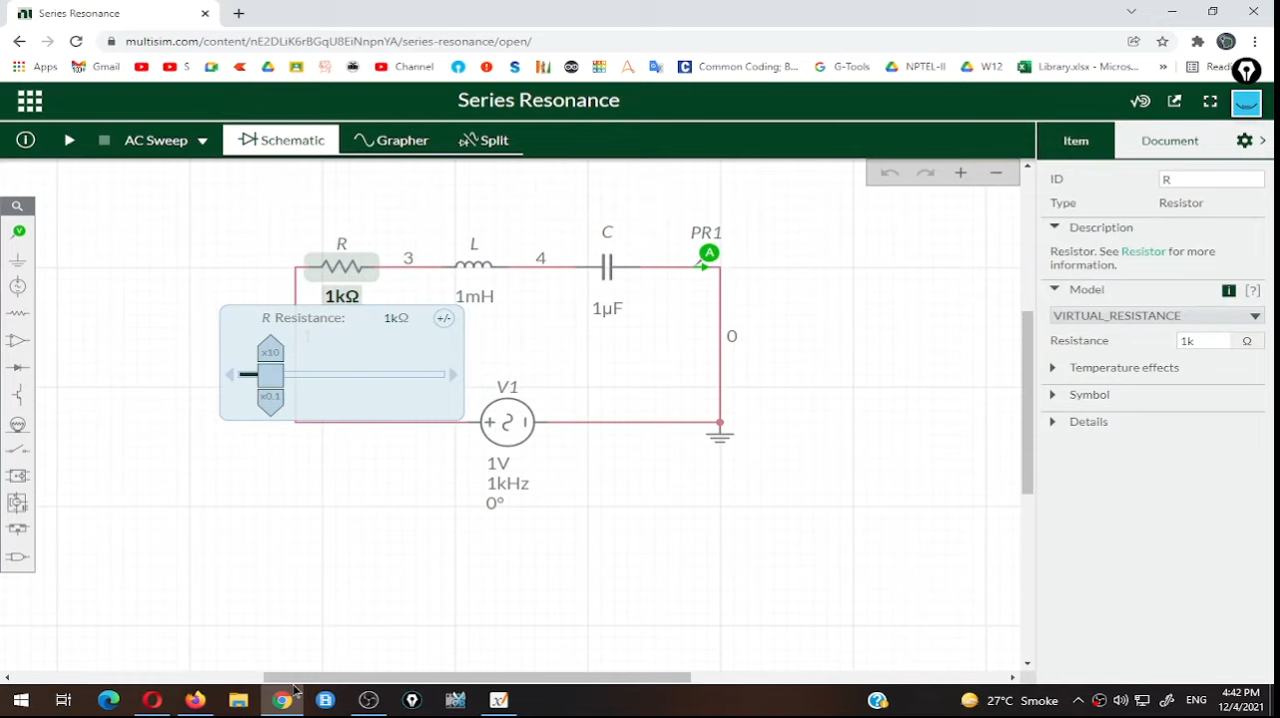 Series Resonance
multisim.com/content/nE2DLiK6rBGqU8EiNnpnYA/series-resonance/open/
Apps Gmail S Channel Common Coding; B... G-Tools NPTEL-II W12 Library.xlsx - Micros... » Readi
Series Resonance
AC Sweep Schematic Grapher Split Item Document
ID R
Type Resistor
Description
Resistor. See Resistor for more
information.
Model [?]
VIRTUAL_RESISTANCE
Resistance 1k Ω
Temperature effects
Symbol
Details
R 3 L 4 C PR1
A
1kΩ 1mH 1µF
R Resistance: 1kΩ +/-
1 0
x10
x0.1
V1
1V
1kHz
0°
27°C Smoke ENG 4:42 PM
12/4/2021